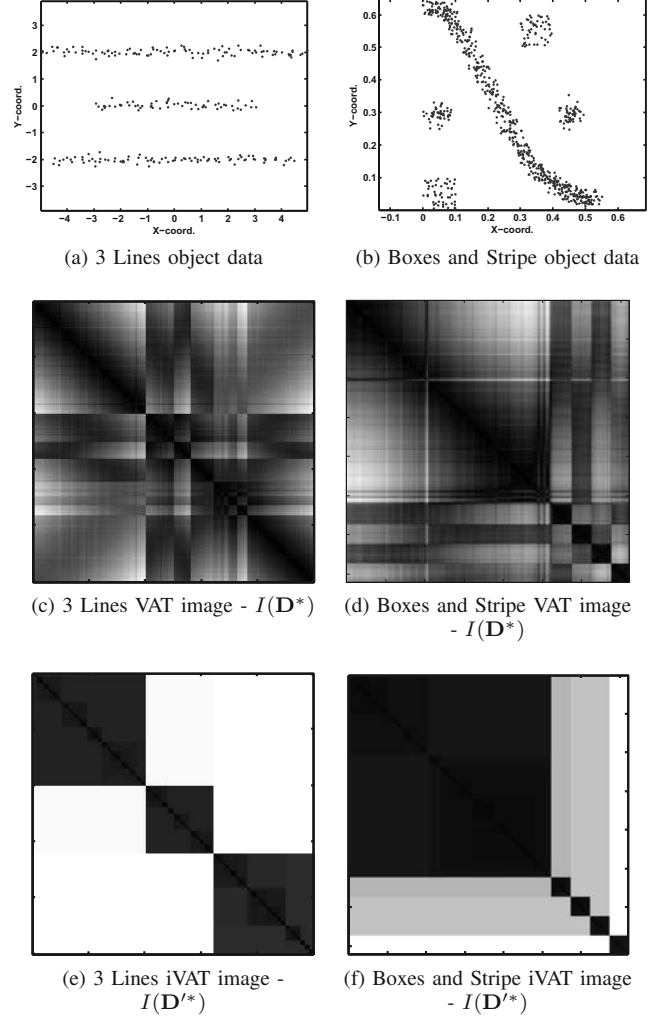 3
2
1
0
−1
−2
−3
Y−coord.
−4 −3 −2 −1 0 1 2 3 4
X−coord.
(a) 3 Lines object data
0.6
0.5
0.4
0.3
0.2
0.1
Y−coord.
−0.1 0 0.1 0.2 0.3 0.4 0.5 0.6
X−coord.
(b) Boxes and Stripe object data
(c) 3 Lines VAT image - I(D*)
(d) Boxes and Stripe VAT image
- I(D*)
(e) 3 Lines iVAT image -
I(D′*)
(f) Boxes and Stripe iVAT image
- I(D′*)